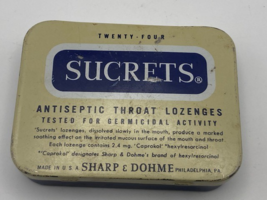 TWENTY-FOUR
SUCRETS®
ANTISEPTIC THROAT LOZENGES
TESTED FOR GERMICIDAL ACTIVITY
'Sucrets' lozenges, dissolved slowly in the mouth, produce a marked
soothing effect on the irritated mucous surface of the mouth and throat.
Each lozenge contains 2.4 mg. 'Caprokol' *hexylresorcinol
*'Caprokol' designates Sharp & Dohme's brand of hexylresorcinol
MADE IN U S A SHARP & DOHME PHILADELPHIA, PA.